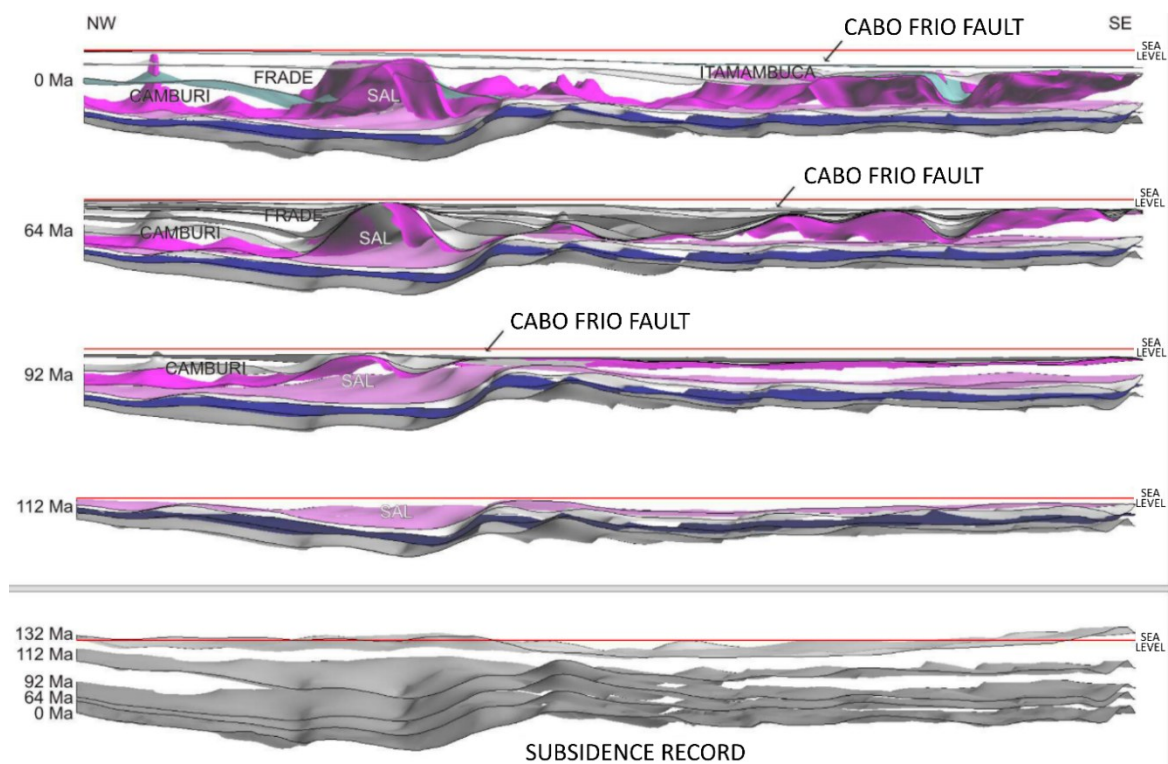 NW
CABO FRIO FAULT
SE
SEA
LEVEL
0 Ma
FRADE
ITAMAMBUCA
CAMBURI
SAL
CABO FRIO FAULT
SEA
LEVEL
64 Ma
FRADE
CAMBURI
SAL
CABO FRIO FAULT
SEA
LEVEL
92 Ma
CAMBURI
SAL
112 Ma
SAL
SEA
LEVEL
132 Ma
SEA
LEVEL
112 Ma
92 Ma
64 Ma
0 Ma
SUBSIDENCE RECORD